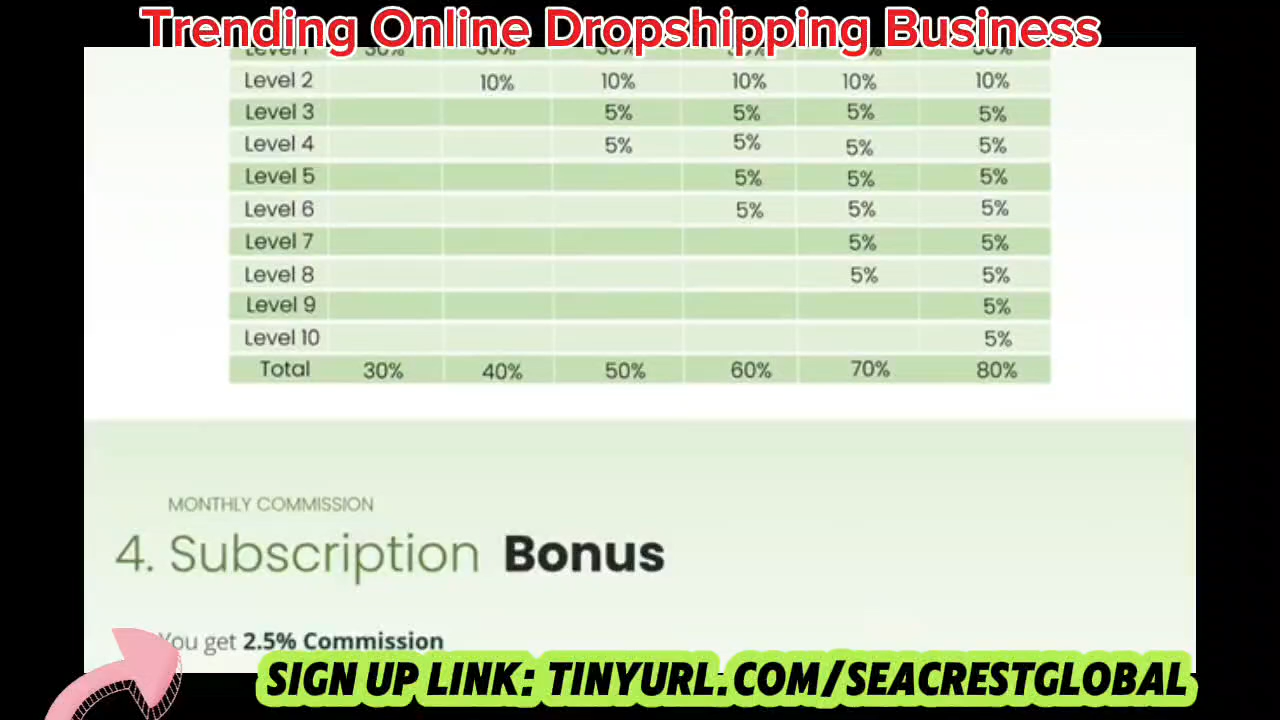 Trending Online Dropshipping Business
Level 2 10% 10% 10% 10% 10%
Level 3 5% 5% 5% 5%
Level 4 5% 5% 5% 5%
Level 5 5% 5% 5%
Level 6 5% 5% 5%
Level 7 5% 5%
Level 8 5% 5%
Level 9 5%
Level 10 5%
Total 30% 40% 50% 60% 70% 80%
MONTHLY COMMISSION
4. Subscription Bonus
You get 2.5% Commission
SIGN UP LINK: TINYURL.COM/SEACRESTGLOBAL